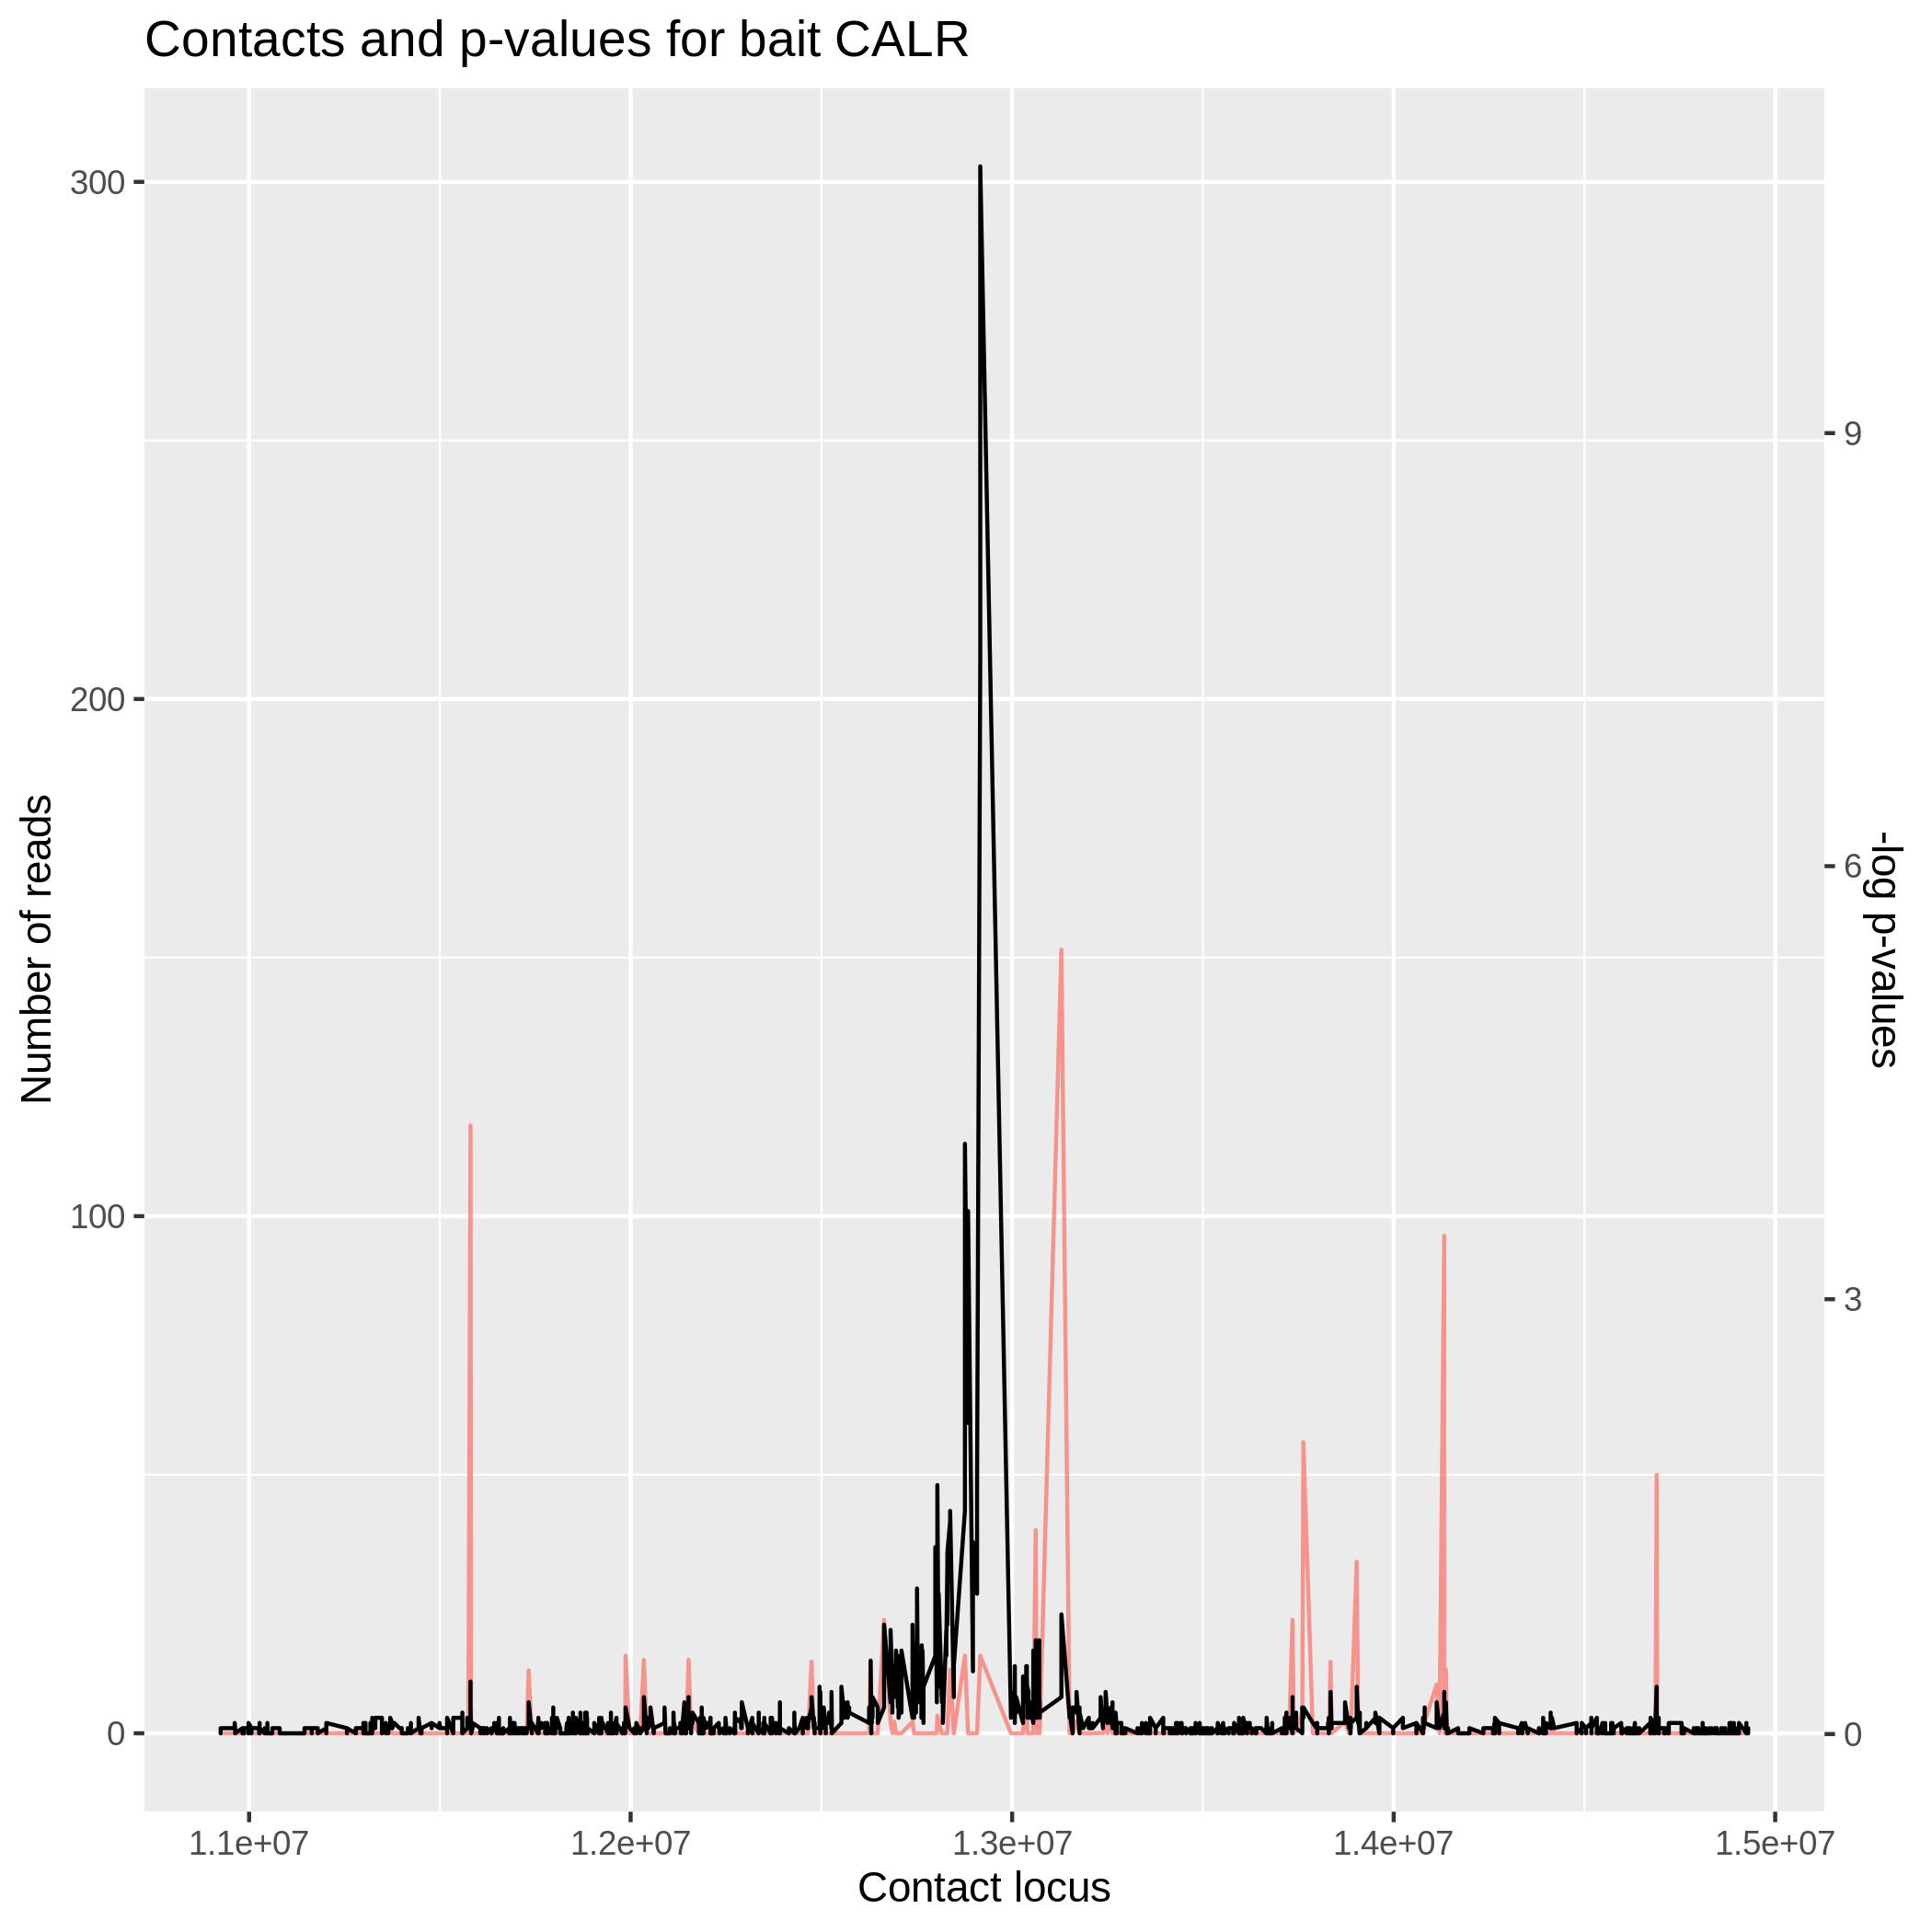 Contacts and p-values for bait CALR
300
200
100
0
Number of reads
9
6
3
0
-log p-values
1.1e+07
1.2e+07
1.3e+07
1.4e+07
1.5e+07
Contact locus